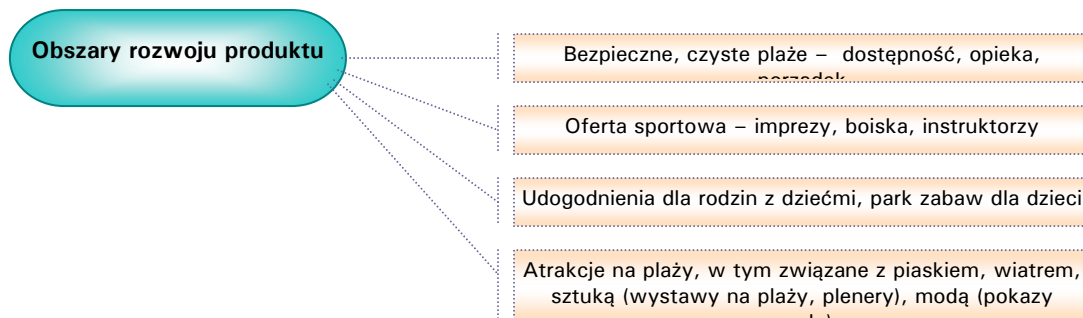 Obszary rozwoju produktu
Bezpieczne, czyste plaże – dostępność, opieka,
porządek
Oferta sportowa – imprezy, boiska, instruktorzy
Udogodnienia dla rodzin z dziećmi, park zabaw dla dzieci
Atrakcje na plaży, w tym związane z piaskiem, wiatrem,
sztuką (wystawy na plaży, plenery), modą (pokazy